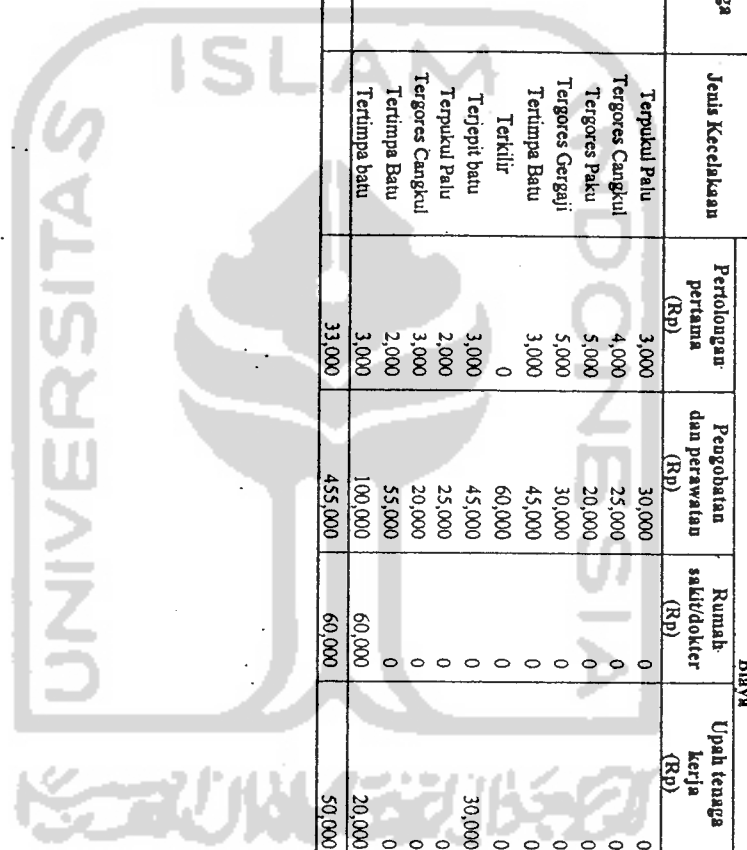 ga
Biaya
Jenis Kecelakaan Pertolongan pertama (Rp) Pengobatan dan perawatan (Rp) Rumah sakit/dokter (Rp) Upah tenaga kerja (Rp)
Terpukul Palu 3,000 30,000 0 0
Tergores Cangkul 4,000 25,000 0 0
Tergores Paku 5,000 20,000 0 0
Tergores Gergaji 5,000 30,000 0 0
Tertimpa Batu 3,000 45,000 0 0
Terkilir 0 60,000 0 0
Terjepit batu 3,000 45,000 0 30,000
Terpukul Palu 2,000 25,000 0 0
Tergores Cangkul 3,000 20,000 0 0
Tertimpa Batu 2,000 55,000 0 0
Tertimpa batu 3,000 100,000 60,000 20,000
33,000 455,000 60,000 50,000
UNIVERSITAS
ISLAM
INDONESIA